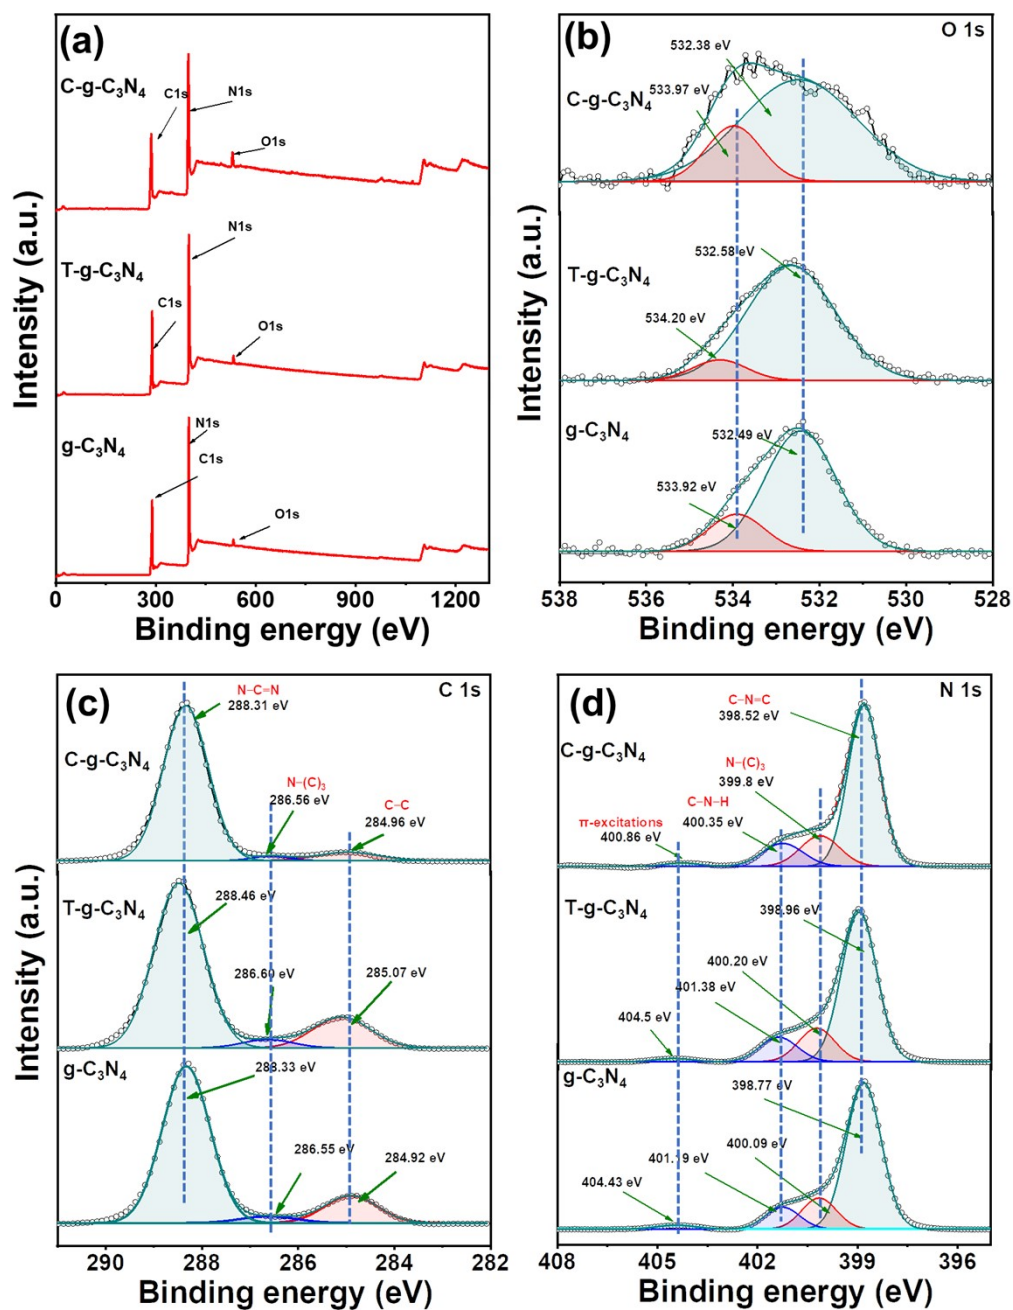 (a)
C-g-C₃N₄
C1s
N1s
O1s
T-g-C₃N₄
N1s
C1s
O1s
g-C₃N₄
N1s
C1s
O1s
Intensity (a.u.)
0 300 600 900 1200
Binding energy (eV)
(b)
O 1s
532.38 eV
C-g-C₃N₄
533.97 eV
T-g-C₃N₄
532.58 eV
534.20 eV
g-C₃N₄
532.49 eV
533.92 eV
Intensity (a.u.)
538 536 534 532 530 528
Binding energy (eV)
(c)
C 1s
N−C=N
288.31 eV
C-g-C₃N₄
N−(C)₃
286.56 eV
C−C
284.96 eV
T-g-C₃N₄
288.46 eV
286.60 eV
285.07 eV
g-C₃N₄
288.33 eV
286.55 eV
284.92 eV
Intensity (a.u.)
290 288 286 284 282
Binding energy (eV)
(d)
N 1s
C−N=C
398.52 eV
C-g-C₃N₄
N−(C)₃
399.8 eV
C−N−H
400.35 eV
π-excitations
400.86 eV
T-g-C₃N₄
398.96 eV
400.20 eV
401.38 eV
404.5 eV
g-C₃N₄
398.77 eV
400.09 eV
401.19 eV
404.43 eV
408 405 402 399 396
Binding energy (eV)